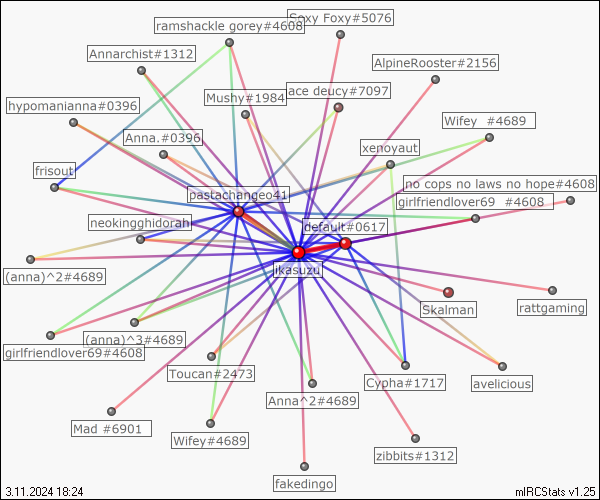 Soxy Foxy#5076
ramshackle gorey#4608
Annarchist#1312
AlpineRooster#2156
ace deucy#7097
Mushy#1984
hypomanianna#0396
Wifey #4689
Anna.#0396
xenoyaut
frisout
no cops no laws no hope#4608
pastachangeo41
girlfriendlover69 #4608
neokingghidorah
default#0617
ikasuzu
(anna)^2#4689
Skalman
rattgaming
(anna)^3#4689
girlfriendlover69#4608
Toucan#2473
Cypha#1717
avelicious
Anna^2#4689
Mad #6901
Wifey#4689
zibbits#1312
fakedingo
3.11.2024 18:24
mIRCStats v1.25